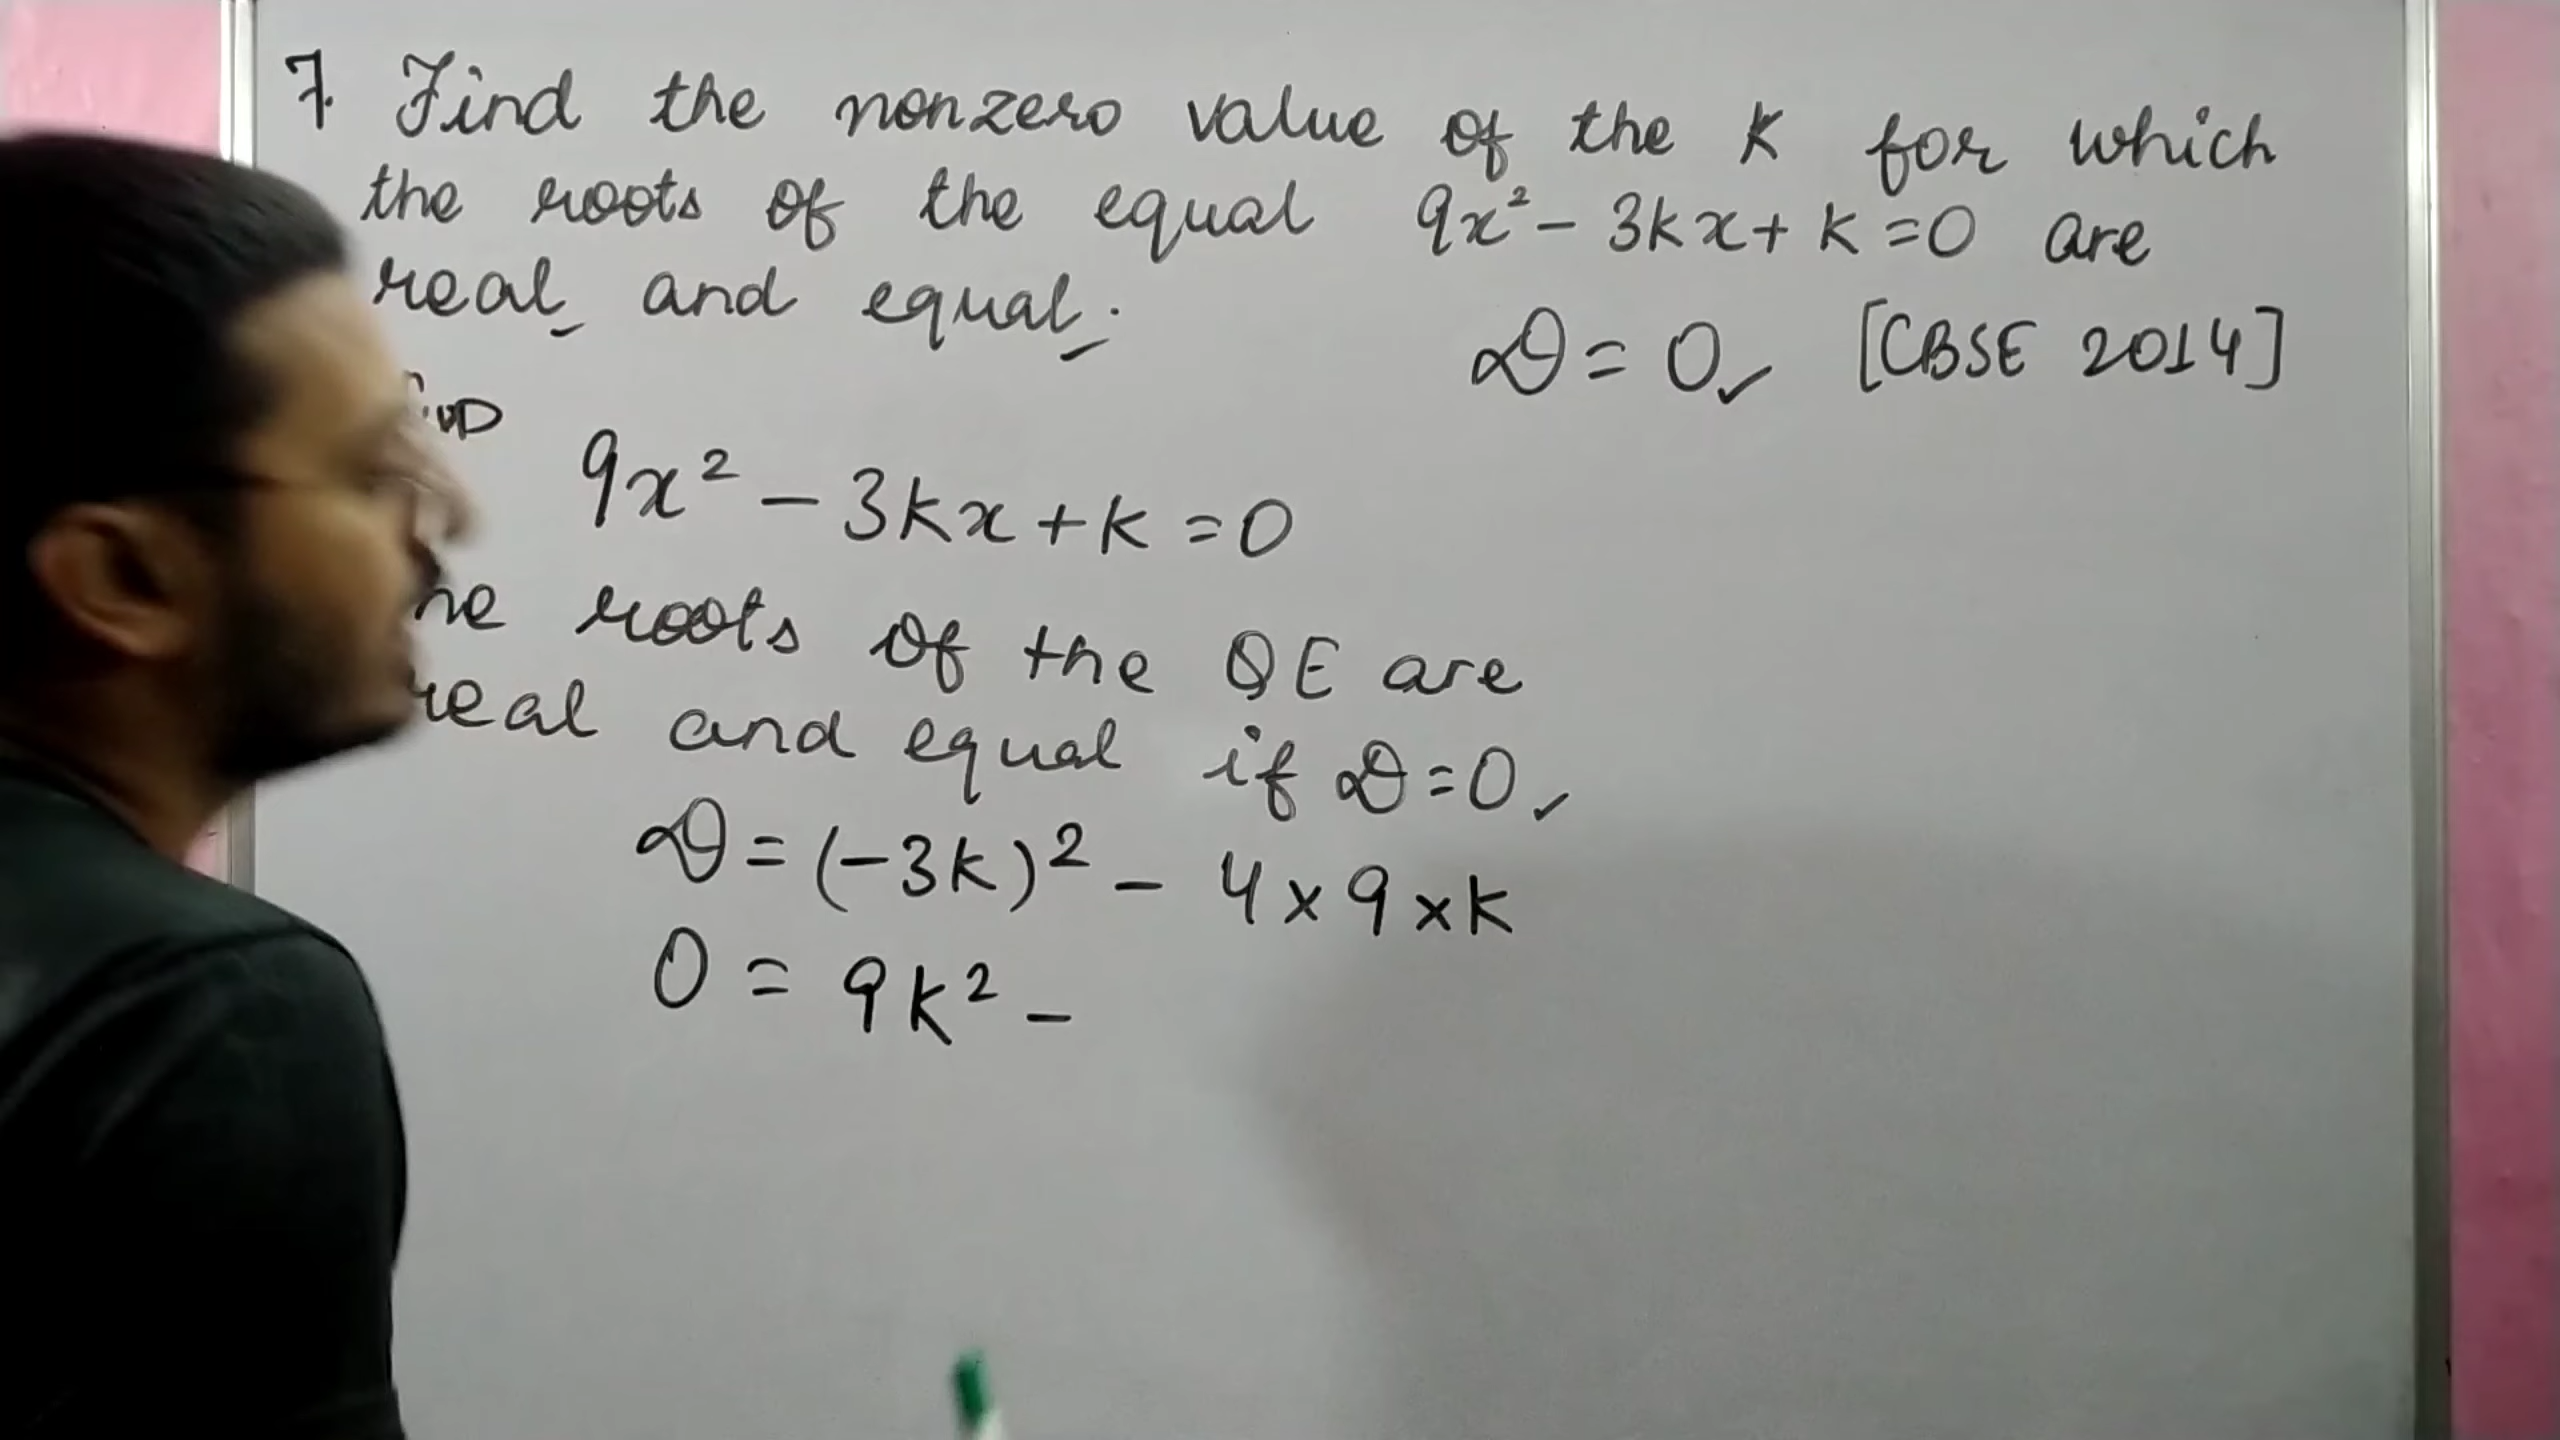 7. Find the nonzero value of the k for which
the roots of the equal 9x² - 3kx + k = 0 are
real and equal.
D = 0 ✓ [CBSE 2014]
9x² - 3kx + k = 0
roots of the QE are
real and equal if D = 0 ✓
D = (-3k)² - 4 × 9 × k
0 = 9k² -